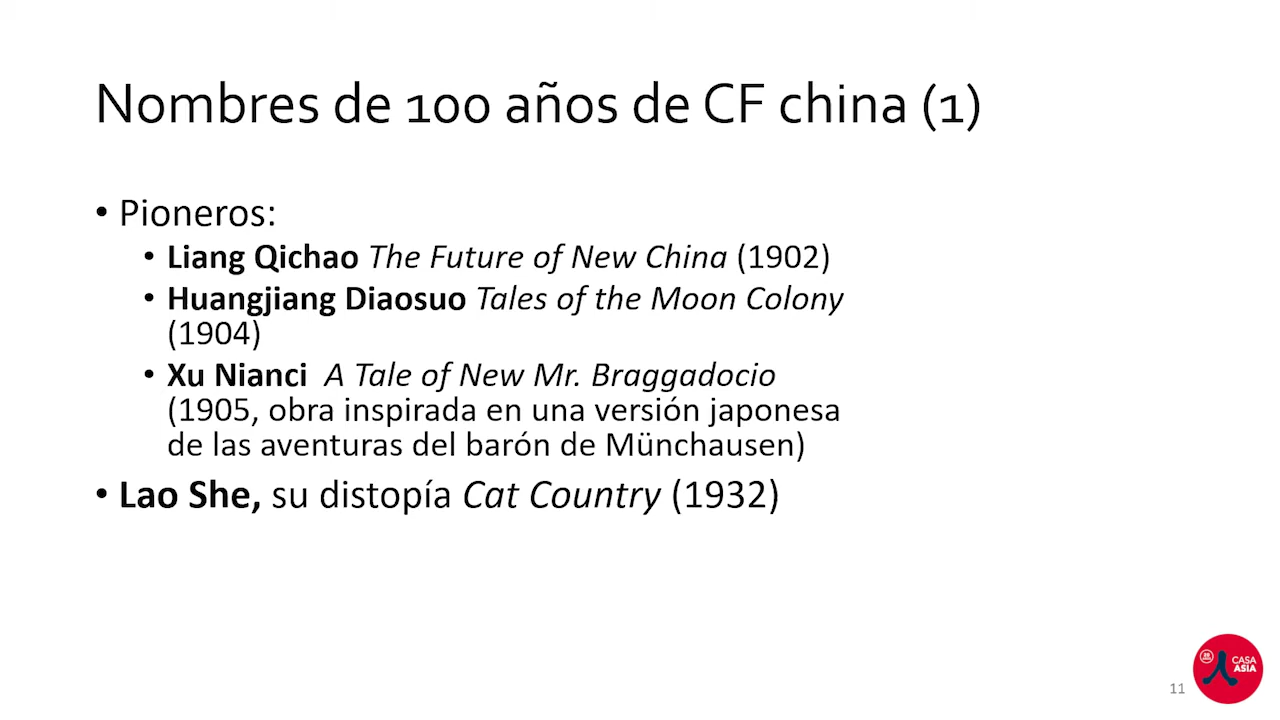 Nombres de 100 años de CF china (1)
• Pioneros:
• Liang Qichao The Future of New China (1902)
• Huangjiang Diaosuo Tales of the Moon Colony
(1904)
• Xu Nianci A Tale of New Mr. Braggadocio
(1905, obra inspirada en una versión japonesa
de las aventuras del barón de Münchausen)
• Lao She, su distopía Cat Country (1932)
11
CASA
ASIA